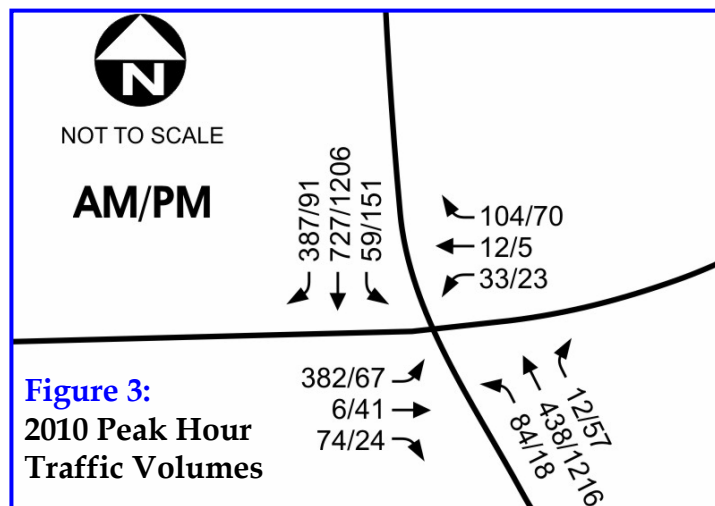 N
NOT TO SCALE
AM/PM
387/91
727/1206
59/151
104/70
12/5
33/23
382/67
6/41
74/24
84/18
438/1216
12/57
Figure 3:
2010 Peak Hour
Traffic Volumes